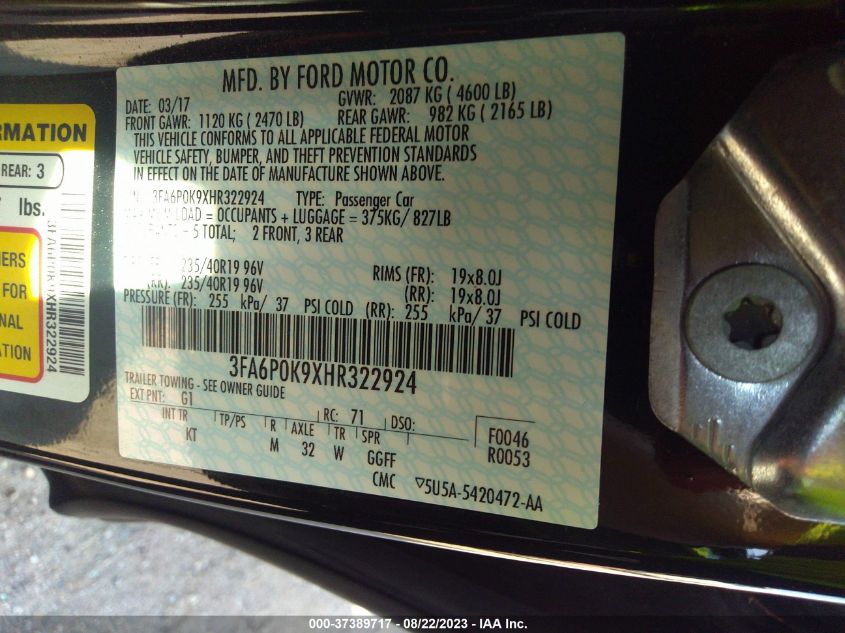 MFD. BY FORD MOTOR CO.
DATE: 03/17 GVWR: 2087 KG ( 4600 LB)
FRONT GAWR: 1120 KG ( 2470 LB) REAR GAWR: 982 KG ( 2165 LB)
THIS VEHICLE CONFORMS TO ALL APPLICABLE FEDERAL MOTOR
VEHICLE SAFETY, BUMPER, AND THEFT PREVENTION STANDARDS
IN EFFECT ON THE DATE OF MANUFACTURE SHOWN ABOVE.
3FA6P0K9XHR322924 TYPE: Passenger Car
LOAD = OCCUPANTS + LUGGAGE = 375KG/ 827LB
5 TOTAL; 2 FRONT, 3 REAR
235/40R19 96V RIMS (FR): 19x8.0J
(RR): 235/40R19 96V (RR): 19x8.0J
PRESSURE (FR): 255 kPa/ 37 PSI COLD (RR): 255 kPa/ 37 PSI COLD
3FA6P0K9XHR322924
TRAILER TOWING - SEE OWNER GUIDE
EXT PNT: G1 RC: 71 DSO:
INT TR TP/PS R AXLE TR SPR F0046
KT M 32 W GGFF R0053
CMC ▽5U5A-5420472-AA
RMATION
REAR: 3
lbs.
3FA6P0K9XHR322924
FOR
ATION
000-37389717 - 08/22/2023 - IAA Inc.